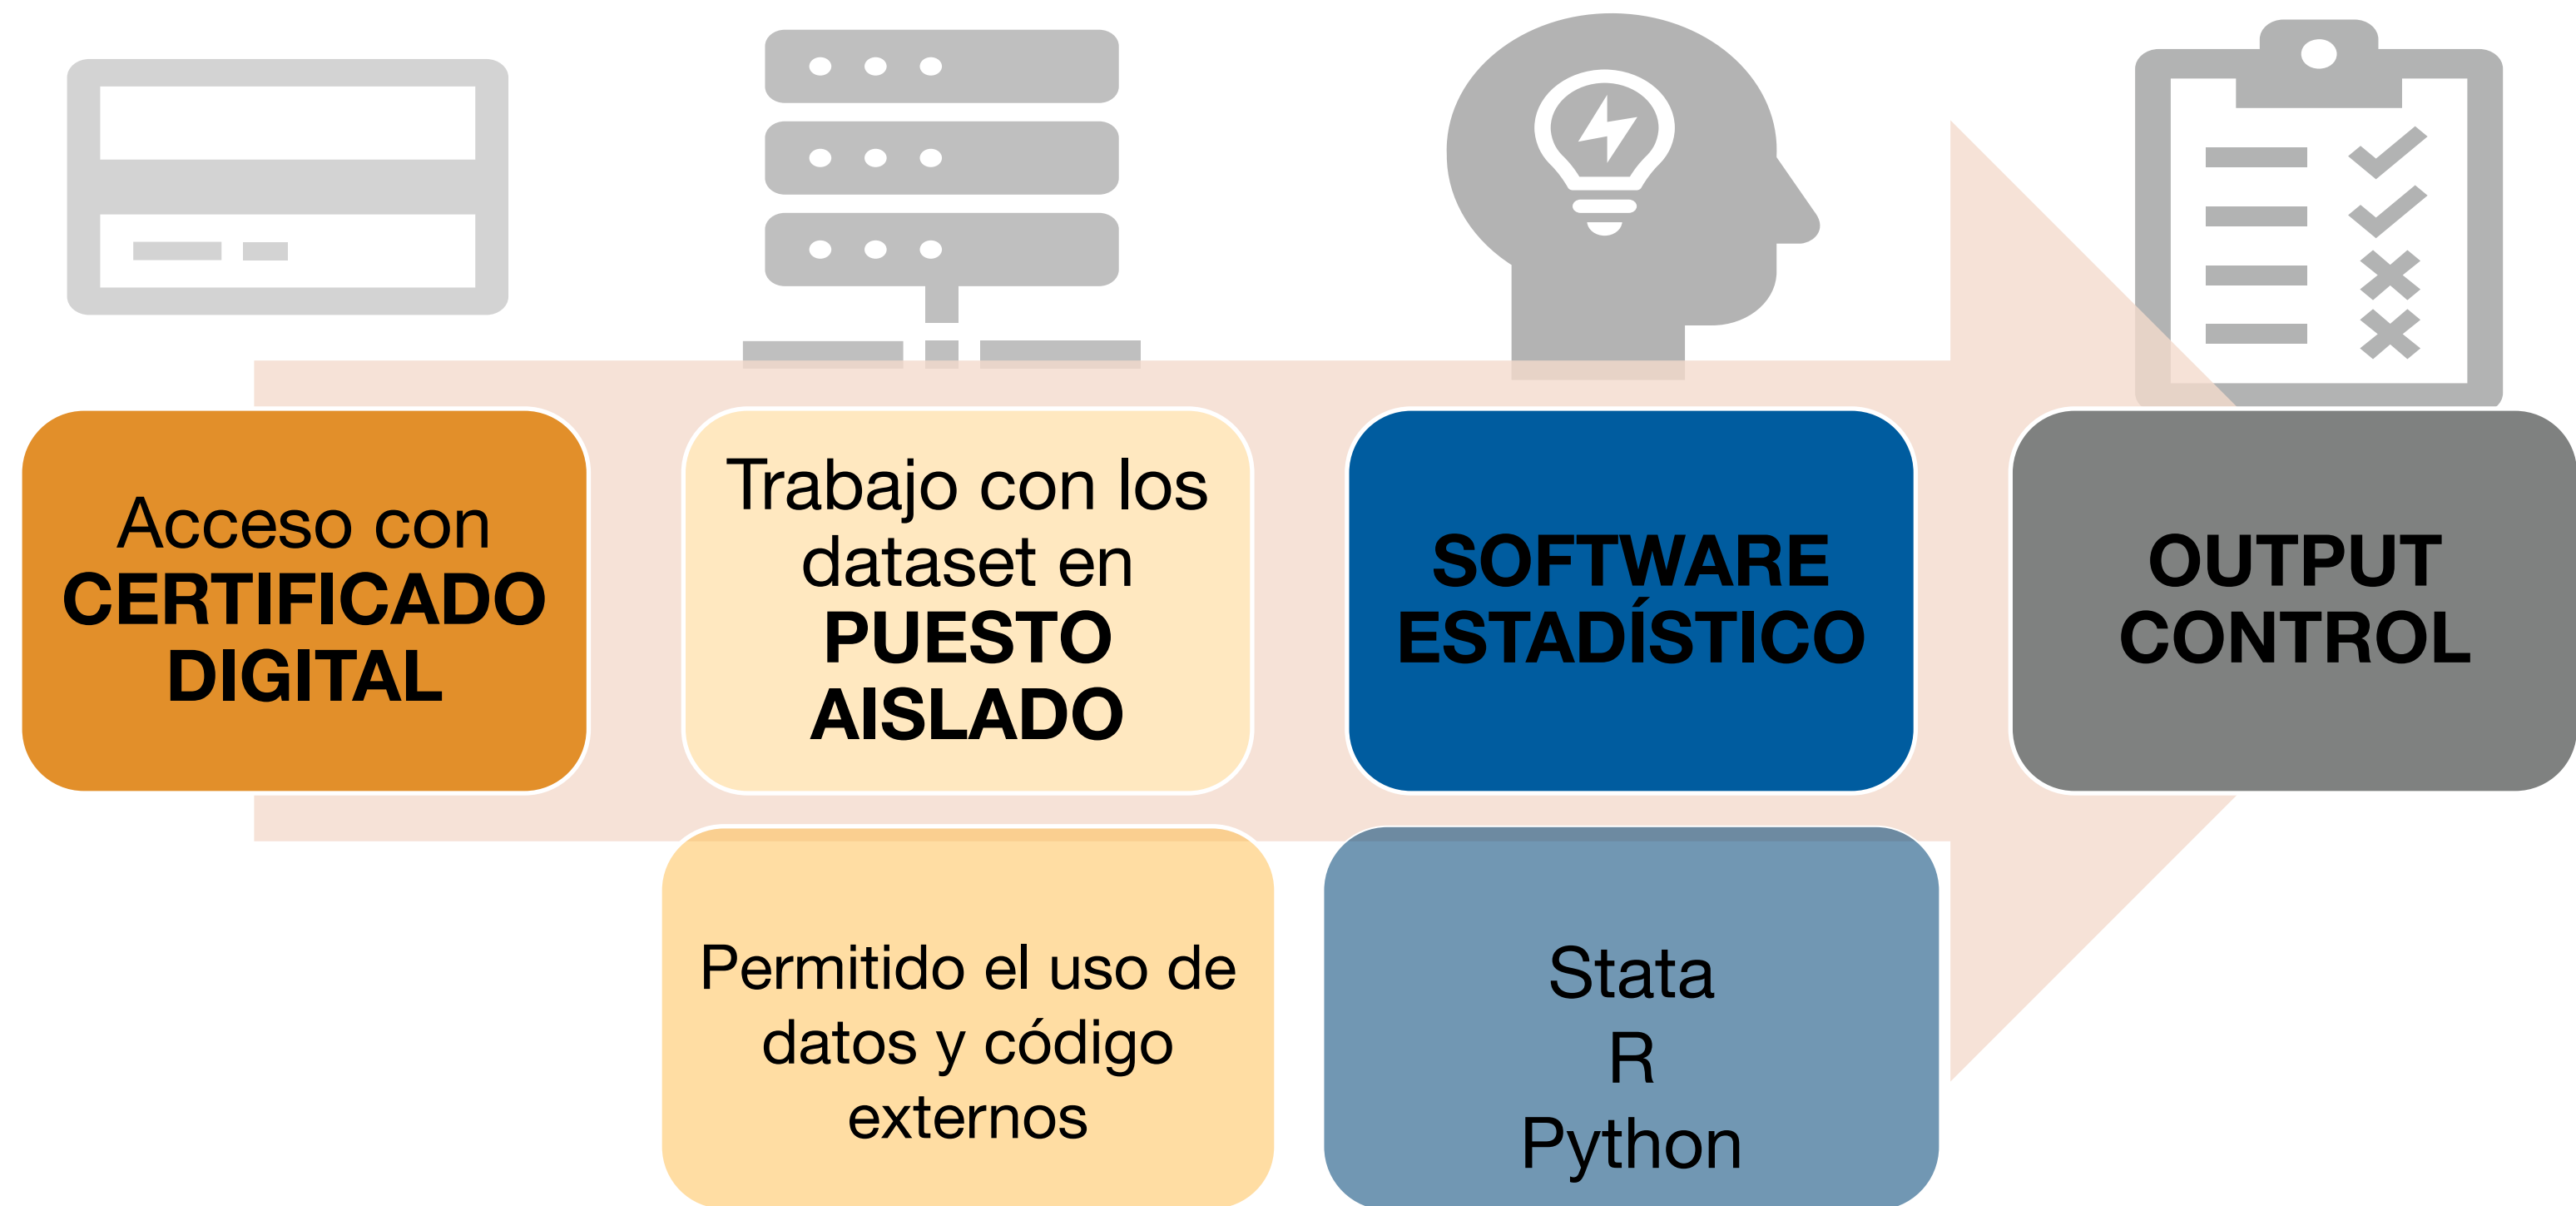 Acceso con
CERTIFICADO
DIGITAL
Trabajo con los
dataset en
PUESTO
AISLADO
SOFTWARE
ESTADÍSTICO
OUTPUT
CONTROL
Permitido el uso de
datos y código
externos
Stata
R
Python